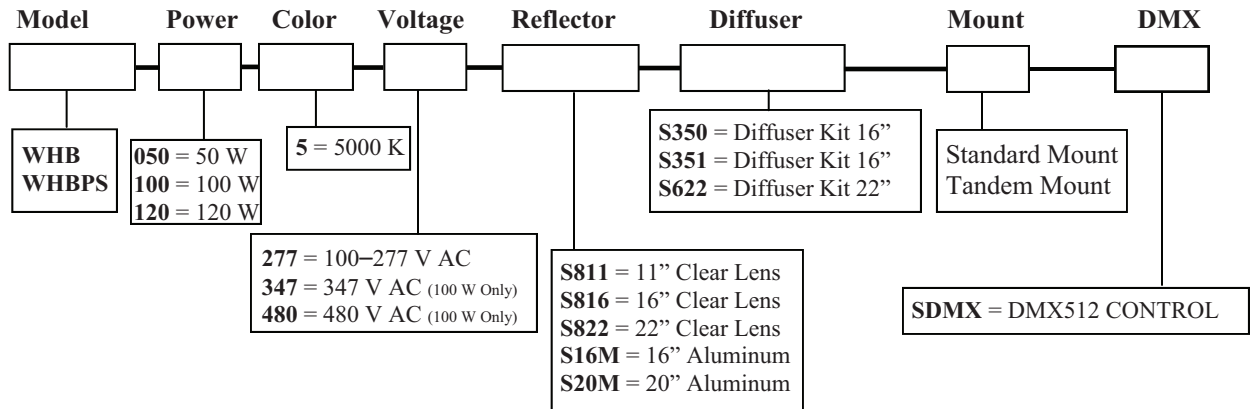 Model Power Color Voltage Reflector Diffuser Mount DMX
WHB
WHBPS
050 = 50 W
100 = 100 W
120 = 120 W
5 = 5000 K
277 = 100–277 V AC
347 = 347 V AC (100 W Only)
480 = 480 V AC (100 W Only)
S811 = 11” Clear Lens
S816 = 16” Clear Lens
S822 = 22” Clear Lens
S16M = 16” Aluminum
S20M = 20” Aluminum
S350 = Diffuser Kit 16”
S351 = Diffuser Kit 16”
S622 = Diffuser Kit 22”
Standard Mount
Tandem Mount
SDMX = DMX512 CONTROL